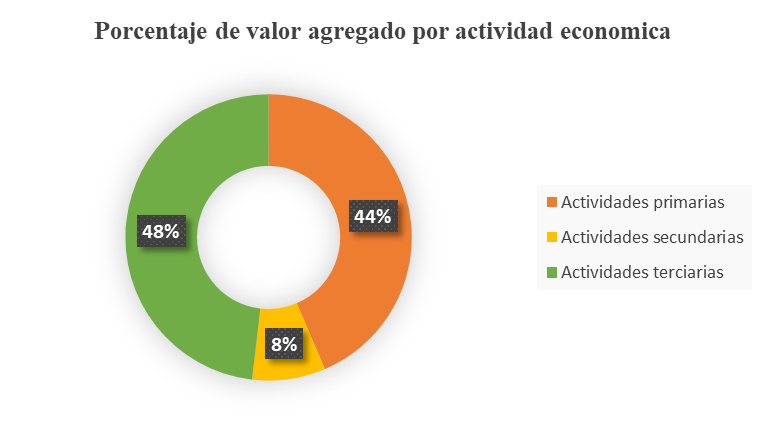 Porcentaje de valor agregado por actividad economica
44%
48%
8%
Actividades primarias
Actividades secundarias
Actividades terciarias